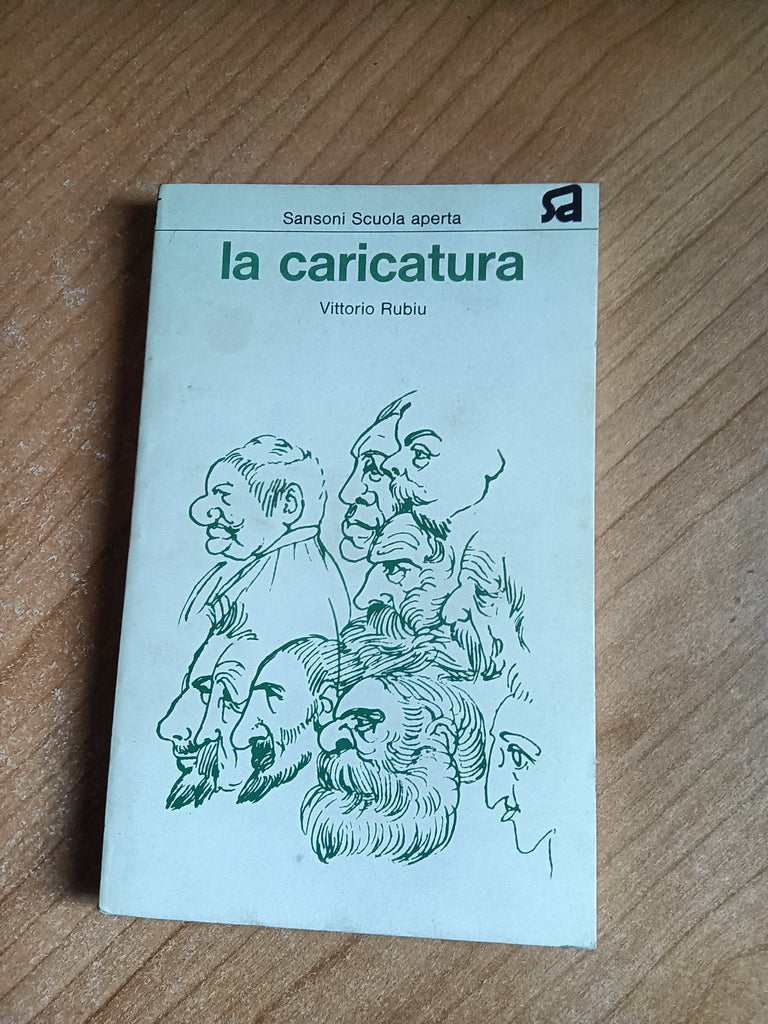 Sansoni Scuola aperta
sa
la caricatura
Vittorio Rubiu